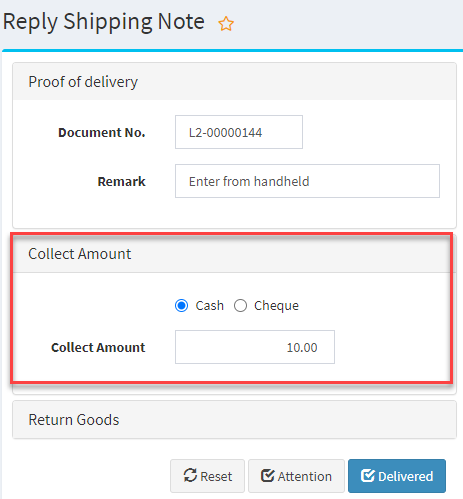 Reply Shipping Note
Proof of delivery
Document No. L2-00000144
Remark Enter from handheld
Collect Amount
Cash Cheque
Collect Amount 10.00
Return Goods
Reset Attention Delivered